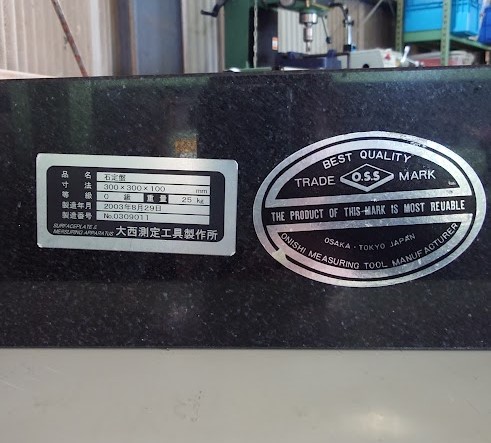 品 名 石定盤
寸 法 300×300×100 mm
等 級 0 級 重量 25 kg
製造年月 2003年8月29日
製造番号 No.0309011
SURFACEPLATE &
MEASURING APPARATUS 大西測定工具製作所
BEST QUALITY
TRADE O.S.S MARK
THE PRODUCT OF THIS-MARK IS MOST RELIABLE
OSAKA・TOKYO JAPAN
ONISHI MEASURING TOOL MANUFACTURER